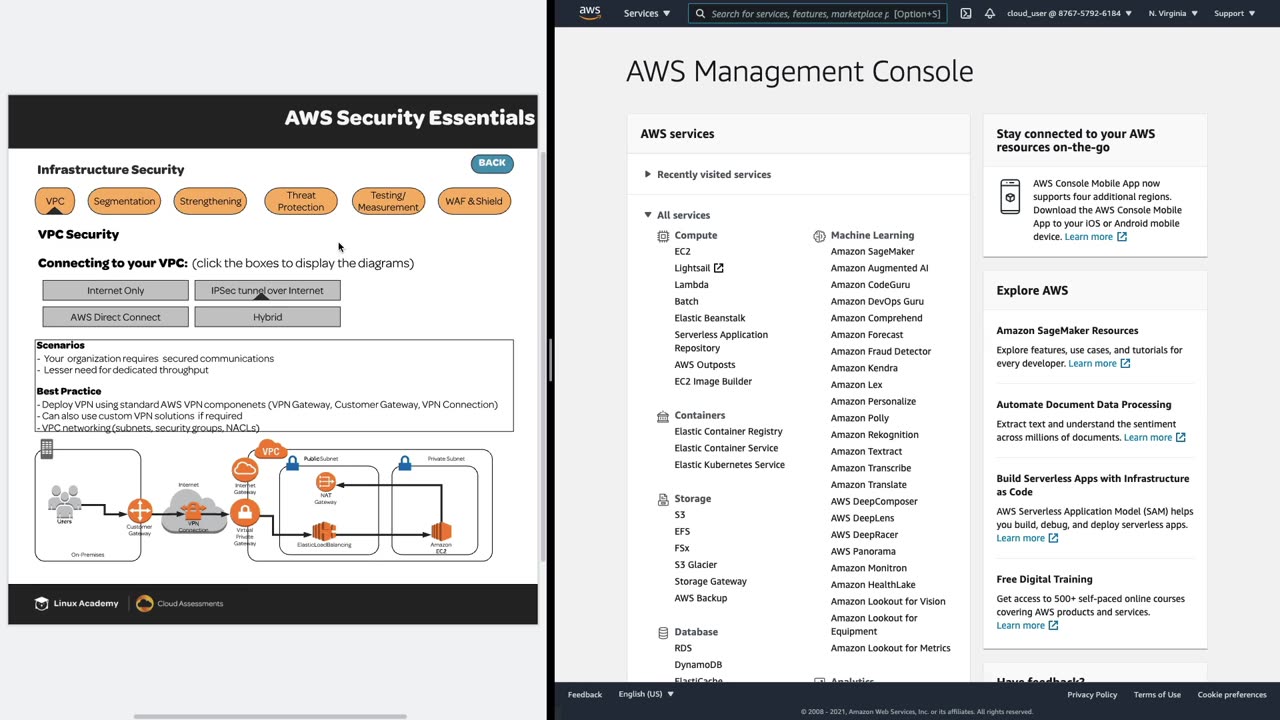 AWS Security Essentials
Infrastructure Security
BACK
VPC
Segmentation
Strengthening
Threat
Protection
Testing/
Measurement
WAF & Shield
VPC Security
Connecting to your VPC: (click the boxes to display the diagrams)
Internet Only
IPSec tunnel over Internet
AWS Direct Connect
Hybrid
Scenarios
- Your organization requires secured communications
- Lesser need for dedicated throughput
Best Practice
- Deploy VPN using standard AWS VPN componenets (VPN Gateway, Customer Gateway, VPN Connection)
- Can also use custom VPN solutions if required
- VPC networking (subnets, security groups, NACLs)
VPC
Public Subnet
Private Subnet
Internet
Internet
Gateway
NAT
Gateway
Users
Customer
Gateway
VPN
Connection
Virtual
Private
Gateway
ElasticLoadBalancing
Amazon
EC2
On-Premises
Linux Academy
Cloud Assessments
aws
Services
Search for services, features, marketplace p
[Option+S]
cloud_user @ 8767-5792-6184
N. Virginia
Support
AWS Management Console
AWS services
Recently visited services
All services
Compute
EC2
Lightsail
Lambda
Batch
Elastic Beanstalk
Serverless Application
Repository
AWS Outposts
EC2 Image Builder
Containers
Elastic Container Registry
Elastic Container Service
Elastic Kubernetes Service
Storage
S3
EFS
FSx
S3 Glacier
Storage Gateway
AWS Backup
Database
RDS
DynamoDB
ElastiCache
Machine Learning
Amazon SageMaker
Amazon Augmented AI
Amazon CodeGuru
Amazon DevOps Guru
Amazon Comprehend
Amazon Forecast
Amazon Fraud Detector
Amazon Kendra
Amazon Lex
Amazon Personalize
Amazon Polly
Amazon Rekognition
Amazon Textract
Amazon Transcribe
Amazon Translate
AWS DeepComposer
AWS DeepLens
AWS DeepRacer
AWS Panorama
Amazon Monitron
Amazon HealthLake
Amazon Lookout for Vision
Amazon Lookout for
Equipment
Amazon Lookout for Metrics
Analytics
Stay connected to your AWS
resources on-the-go
AWS Console Mobile App now
supports four additional regions.
Download the AWS Console Mobile
App to your iOS or Android mobile
device. Learn more
Explore AWS
Amazon SageMaker Resources
Explore features, use cases, and tutorials for
every developer. Learn more
Automate Document Data Processing
Extract text and understand the sentiment
across millions of documents. Learn more
Build Serverless Apps with Infrastructure
as Code
AWS Serverless Application Model (SAM) helps
you build, debug, and deploy serverless apps.
Learn more
Free Digital Training
Get access to 500+ self-paced online courses
covering AWS products and services.
Learn more
Have feedback?
Feedback
English (US)
Privacy Policy
Terms of Use
Cookie preferences
© 2008 - 2021, Amazon Web Services, Inc. or its affiliates. All rights reserved.